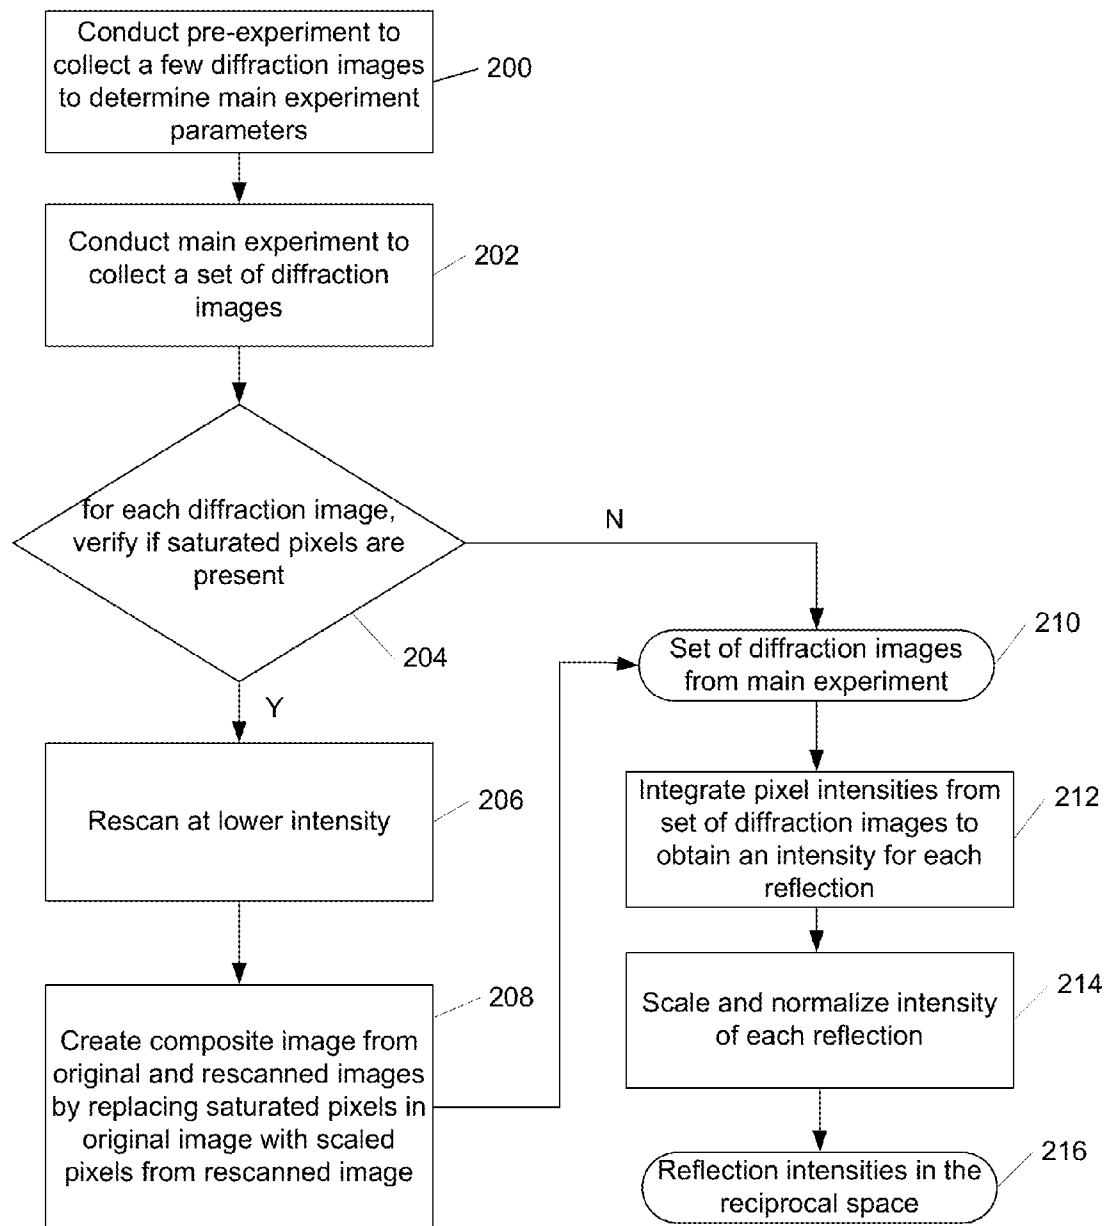 Conduct pre-experiment to
collect a few diffraction images
to determine main experiment
parameters
200
Conduct main experiment to
collect a set of diffraction
images
202
for each diffraction image,
verify if saturated pixels are
present
204
N
Y
Rescan at lower intensity
206
Create composite image from
original and rescanned images
by replacing saturated pixels in
original image with scaled
pixels from rescanned image
208
Set of diffraction images
from main experiment
210
Integrate pixel intensities from
set of diffraction images to
obtain an intensity for each
reflection
212
Scale and normalize intensity
of each reflection
214
Reflection intensities in the
reciprocal space
216